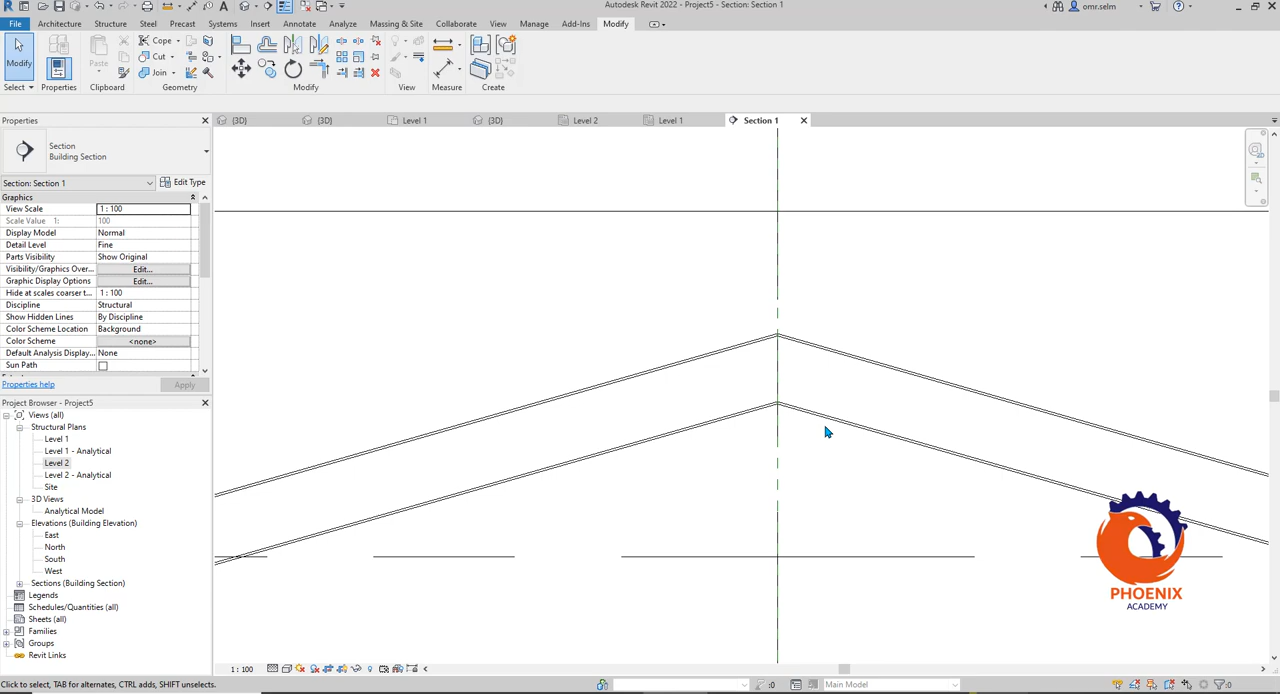 Autodesk Revit 2022 - Project5 - Section: Section 1
omr.selm
File Architecture Structure Steel Precast Systems Insert Annotate Analyze Massing & Site Collaborate View Manage Add-Ins Modify
Modify
Paste
Cope
Cut
Join
Select Properties Clipboard Geometry Modify View Measure Create
Properties
{3D} {3D} Level 1 {3D} Level 2 Level 1 Section 1
Section
Building Section
Section: Section 1 Edit Type
Graphics
View Scale 1 : 100
Scale Value 1: 100
Display Model Normal
Detail Level Fine
Parts Visibility Show Original
Visibility/Graphics Over... Edit...
Graphic Display Options Edit...
Hide at scales coarser t... 1 : 100
Discipline Structural
Show Hidden Lines By Discipline
Color Scheme Location Background
Color Scheme <none>
Default Analysis Display... None
Sun Path
Properties help Apply
Project Browser - Project5
Views (all)
Structural Plans
Level 1
Level 1 - Analytical
Level 2
Level 2 - Analytical
Site
3D Views
Analytical Model
Elevations (Building Elevation)
East
North
South
West
Sections (Building Section)
Legends
Schedules/Quantities (all)
Sheets (all)
Families
Groups
Revit Links
PHOENIX
ACADEMY
1 : 100
Click to select, TAB for alternates, CTRL adds, SHIFT unselects.
:0
Main Model
:0